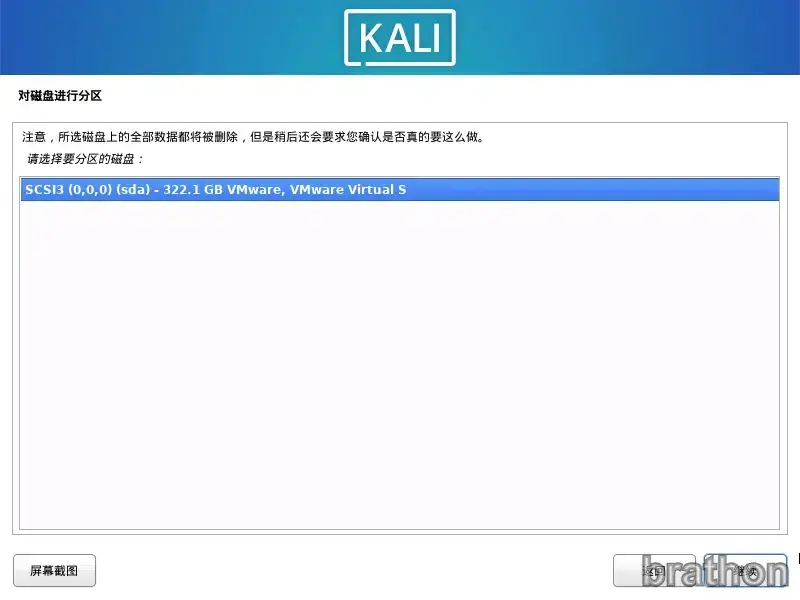 KALI
对磁盘进行分区
注意，所选磁盘上的全部数据都将被删除，但是稍后还会要求您确认是否真的要这么做。
请选择要分区的磁盘：
SCSI3 (0,0,0) (sda) - 322.1 GB VMware, VMware Virtual S
屏幕截图
返回
继续
brathon